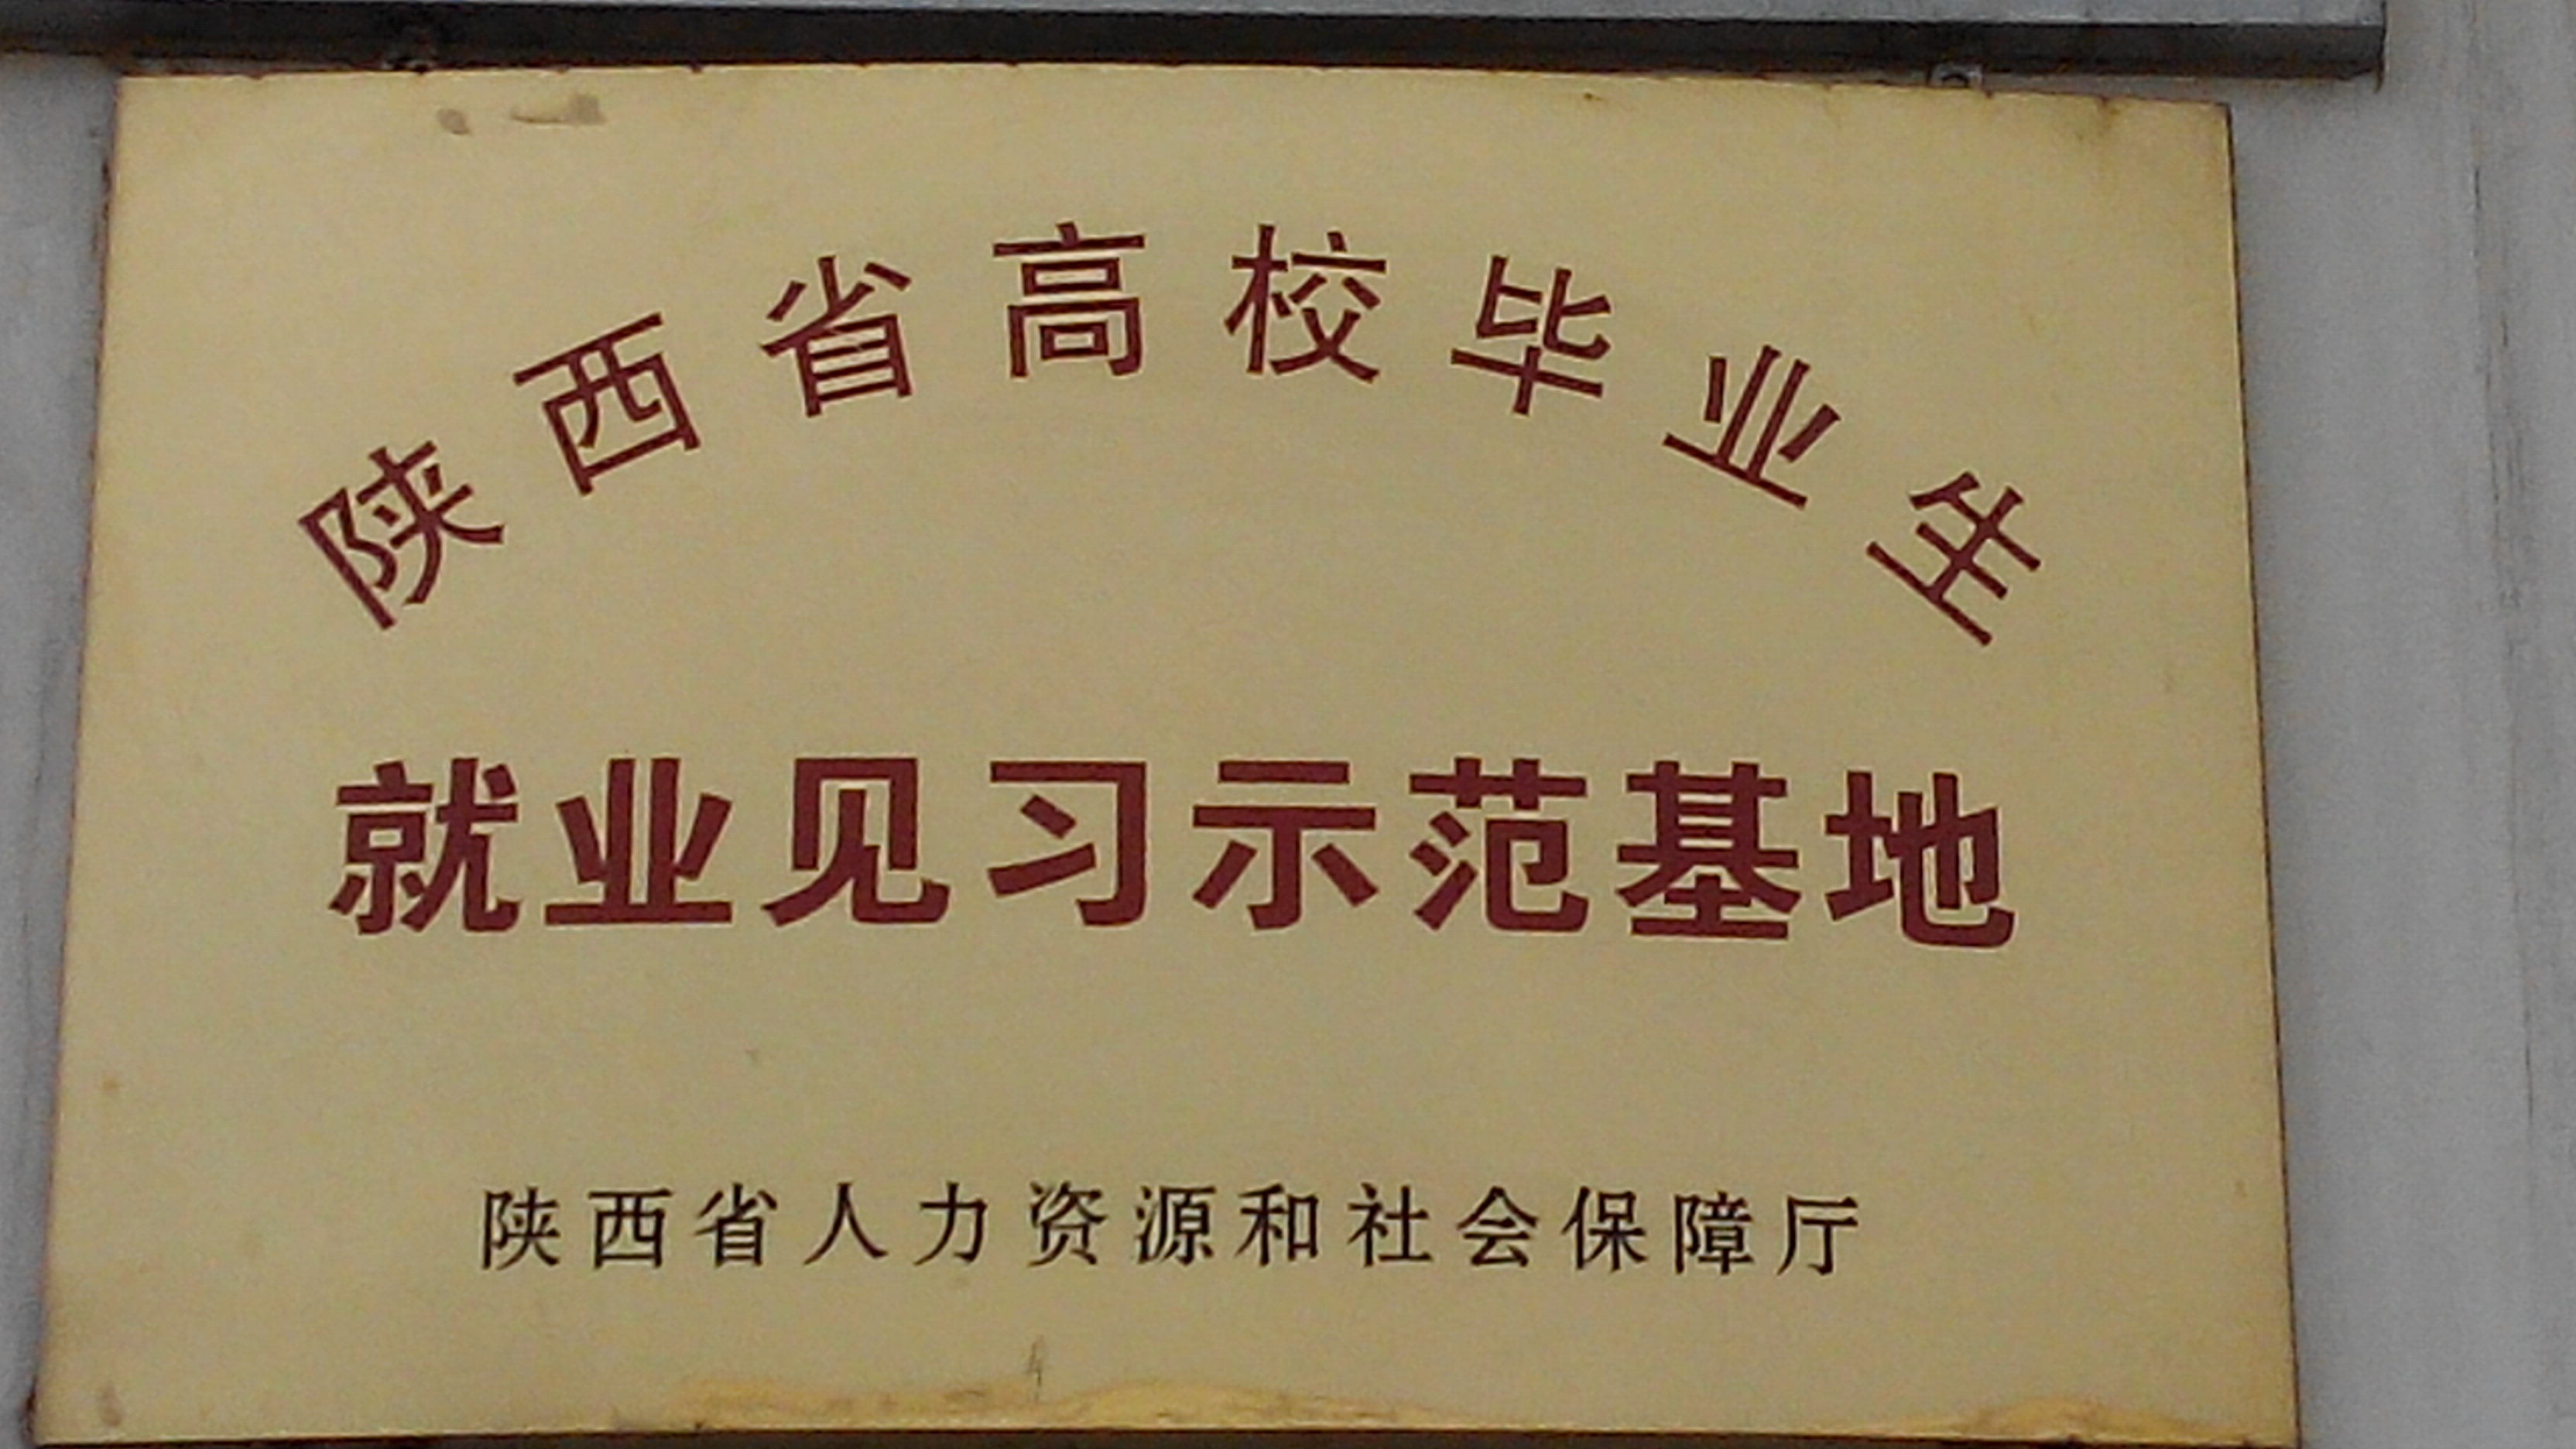 陕西省高校毕业生
就业见习示范基地
陕西省人力资源和社会保障厅